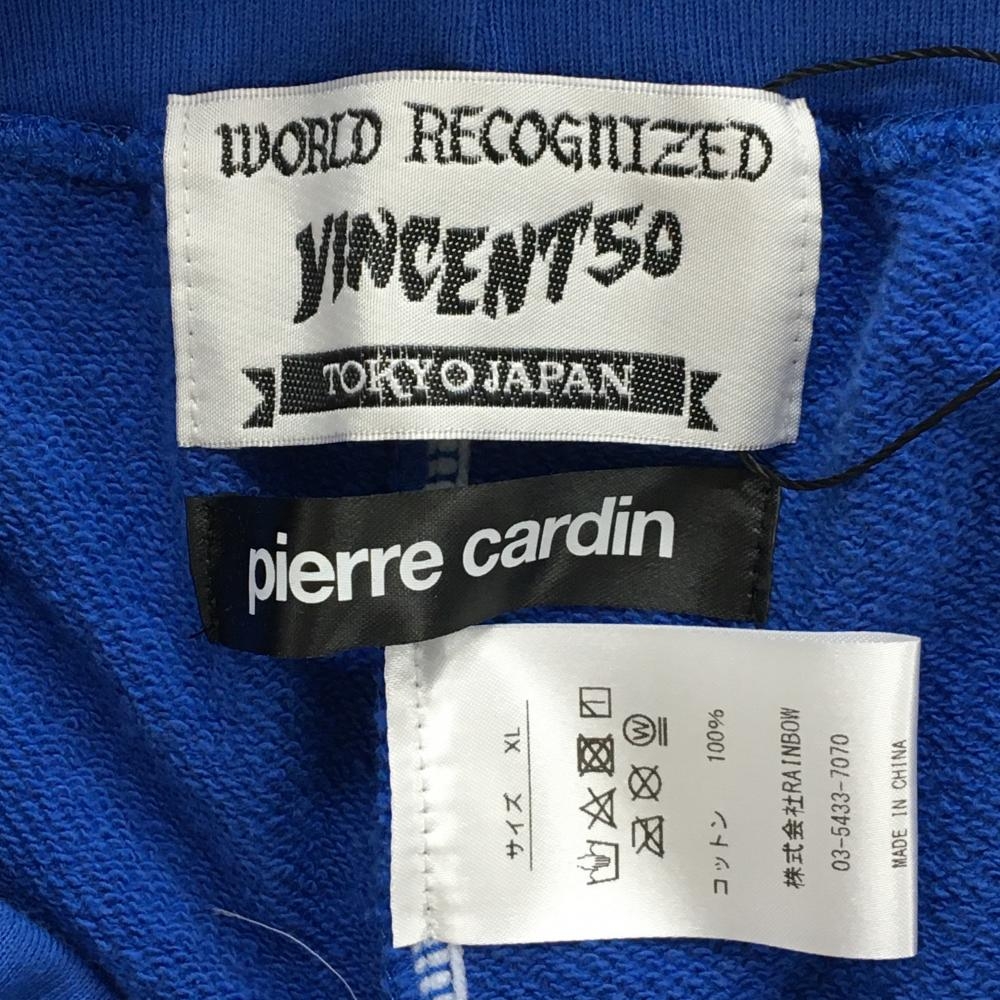 WORLD RECOGNIZED
VINCENT50
TOKYO JAPAN
pierre cardin
サイズ XL
W
コットン 100%
株式会社RAINBOW
03-5433-7070
MADE IN CHINA